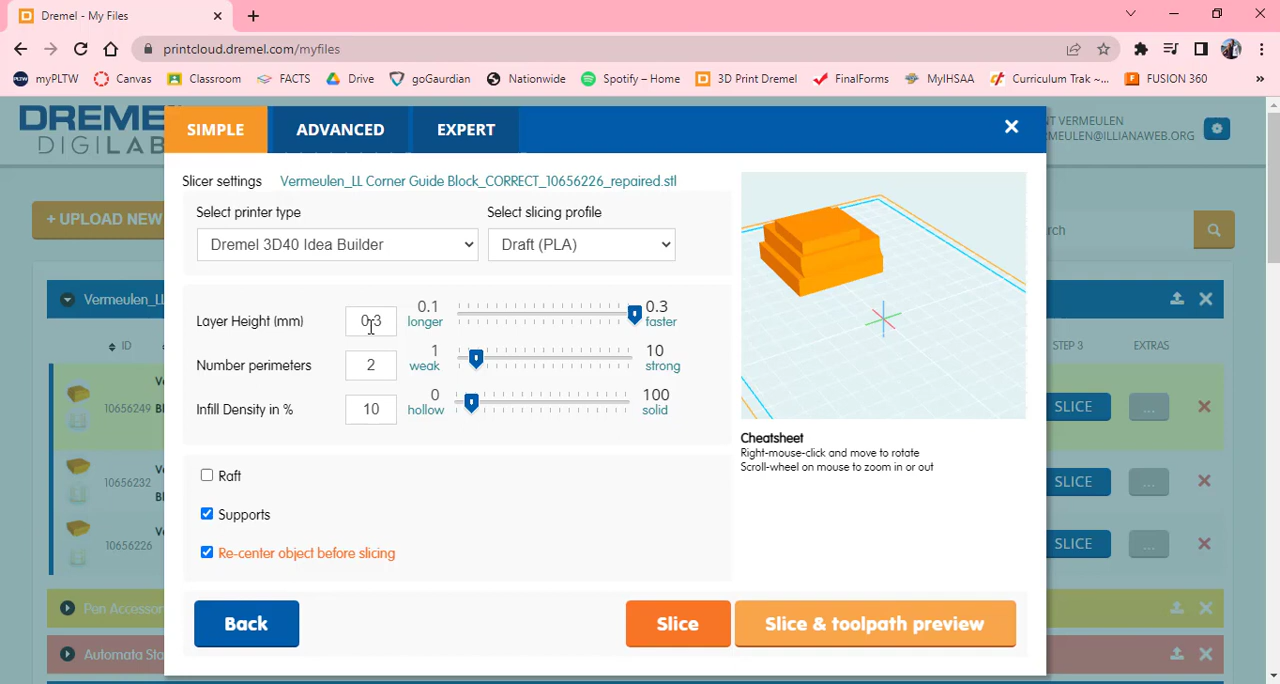 Dremel - My Files
printcloud.dremel.com/myfiles
myPLTW Canvas Classroom FACTS Drive goGaurdian Nationwide Spotify – Home 3D Print Dremel FinalForms MyIHSAA Curriculum Trak ~... FUSION 360 »
DREME
DIGILAB
SIMPLE ADVANCED EXPERT
NT VERMEULEN
RMEULEN@ILLIANAWEB.ORG
Slicer settings Vermeulen_LL Corner Guide Block_CORRECT_10656226_repaired.stl
Select printer type Select slicing profile
+ UPLOAD NEW
Dremel 3D40 Idea Builder Draft (PLA)
Vermeulen_LL
Layer Height (mm) 0.3 0.1 longer 0.3 faster
ID STEP 3 EXTRAS
Number perimeters 2 1 weak 10 strong
Infill Density in % 10 0 hollow 100 solid
10656249 SLICE ...
Cheatsheet
Right-mouse-click and move to rotate
Scroll-wheel on mouse to zoom in or out
Raft
10656232 SLICE ...
Supports
10656226 SLICE ...
Re-center object before slicing
Pen Accessor
Back Slice Slice & toolpath preview
Automata Sta